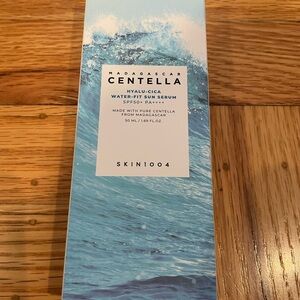 MADAGASCAR
CENTELLA
HYALU-CICA
WATER-FIT SUN SERUM
SPF50+ PA++++
MADE WITH PURE CENTELLA
FROM MADAGASCAR
50 ML / 1.69 FL.OZ
SKIN1004